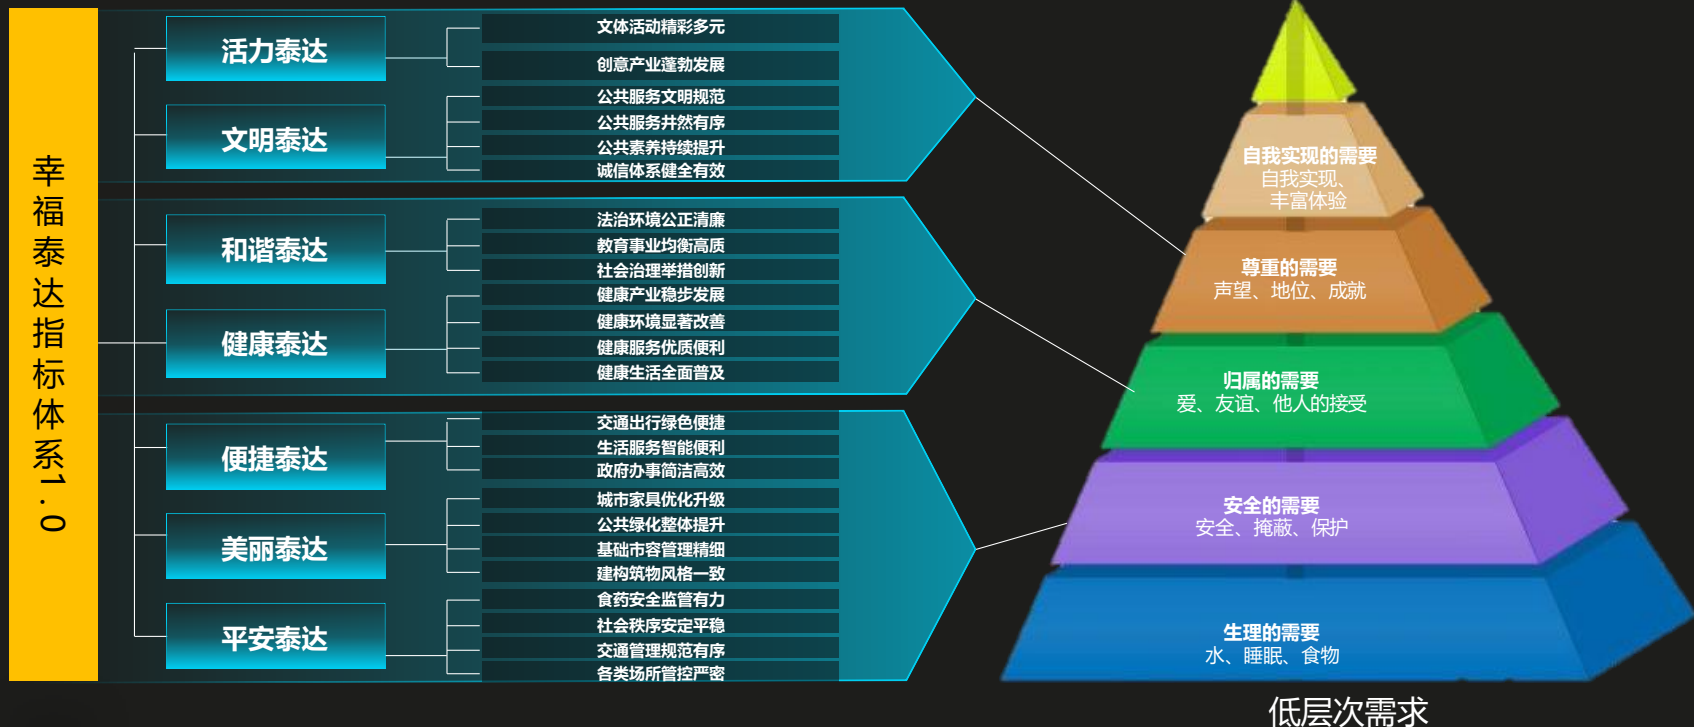 幸福泰达指标体系1.0
活力泰达
文体活动精彩多元
创意产业蓬勃发展
文明泰达
公共服务文明规范
公共服务井然有序
公共素养持续提升
诚信体系健全有效
和谐泰达
法治环境公正清廉
教育事业均衡高质
社会治理举措创新
健康泰达
健康产业稳步发展
健康环境显著改善
健康服务优质便利
健康生活全面普及
便捷泰达
交通出行绿色便捷
生活服务智能便利
政府办事简洁高效
美丽泰达
城市家具优化升级
公共绿化整体提升
基础市容管理精细
建构筑物风格一致
平安泰达
食药安全监管有力
社会秩序安定平稳
交通管理规范有序
各类场所管控严密
自我实现的需要
自我实现、
丰富体验
尊重的需要
声望、地位、成就
归属的需要
爱、友谊、他人的接受
安全的需要
安全、掩蔽、保护
生理的需要
水、睡眠、食物
低层次需求